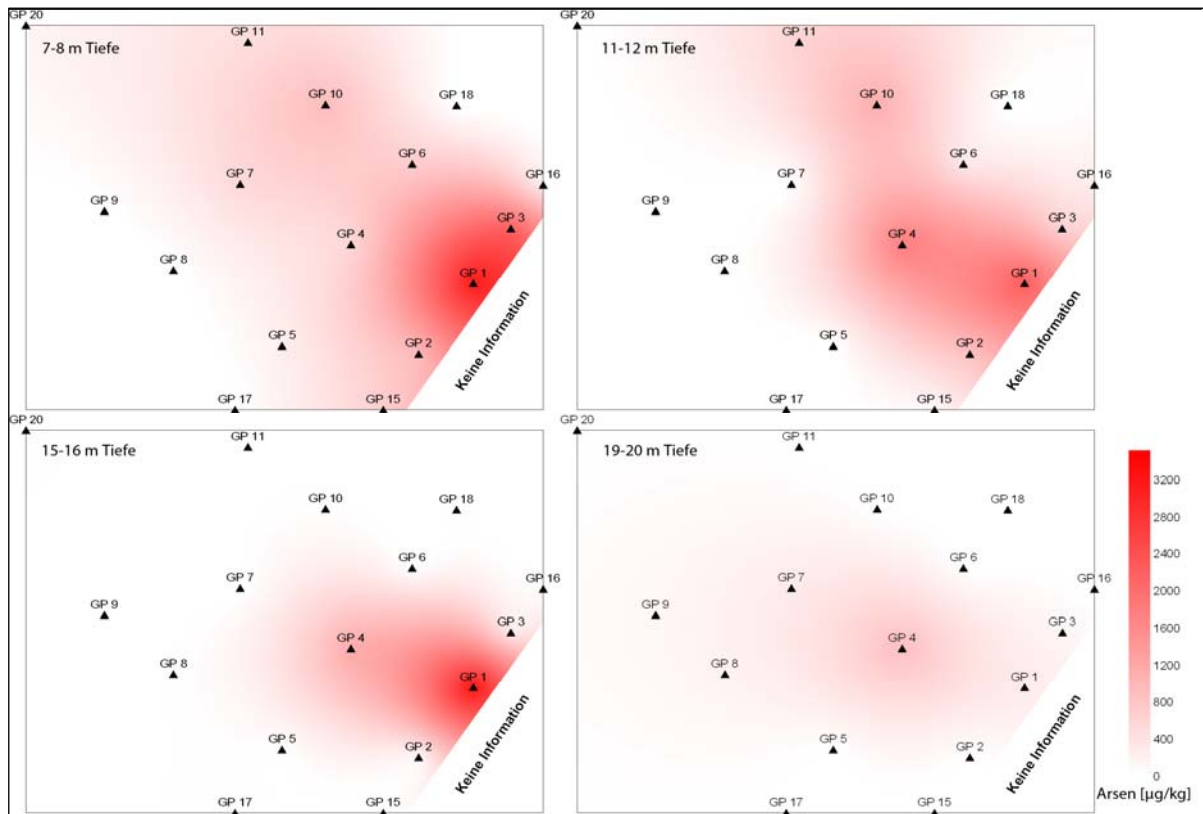 GP 20
7-8 m Tiefe
GP 11
GP 10
GP 18
GP 6
GP 7
GP 16
GP 9
GP 3
GP 4
GP 8
GP 1
GP 5
GP 2
Keine Information
GP 17
GP 15
GP 20
11-12 m Tiefe
GP 11
GP 10
GP 18
GP 6
GP 7
GP 16
GP 9
GP 3
GP 4
GP 8
GP 1
GP 5
GP 2
Keine Information
GP 17
GP 15
GP 20
15-16 m Tiefe
GP 11
GP 10
GP 18
GP 6
GP 7
GP 16
GP 9
GP 3
GP 4
GP 8
GP 1
GP 5
GP 2
Keine Information
GP 17
GP 15
GP 20
19-20 m Tiefe
GP 11
GP 10
GP 18
GP 6
GP 7
GP 16
GP 9
GP 3
GP 4
GP 8
GP 1
GP 5
GP 2
Keine Information
GP 17
GP 15
3200
2800
2400
2000
1600
1200
800
400
0
Arsen [µg/kg]